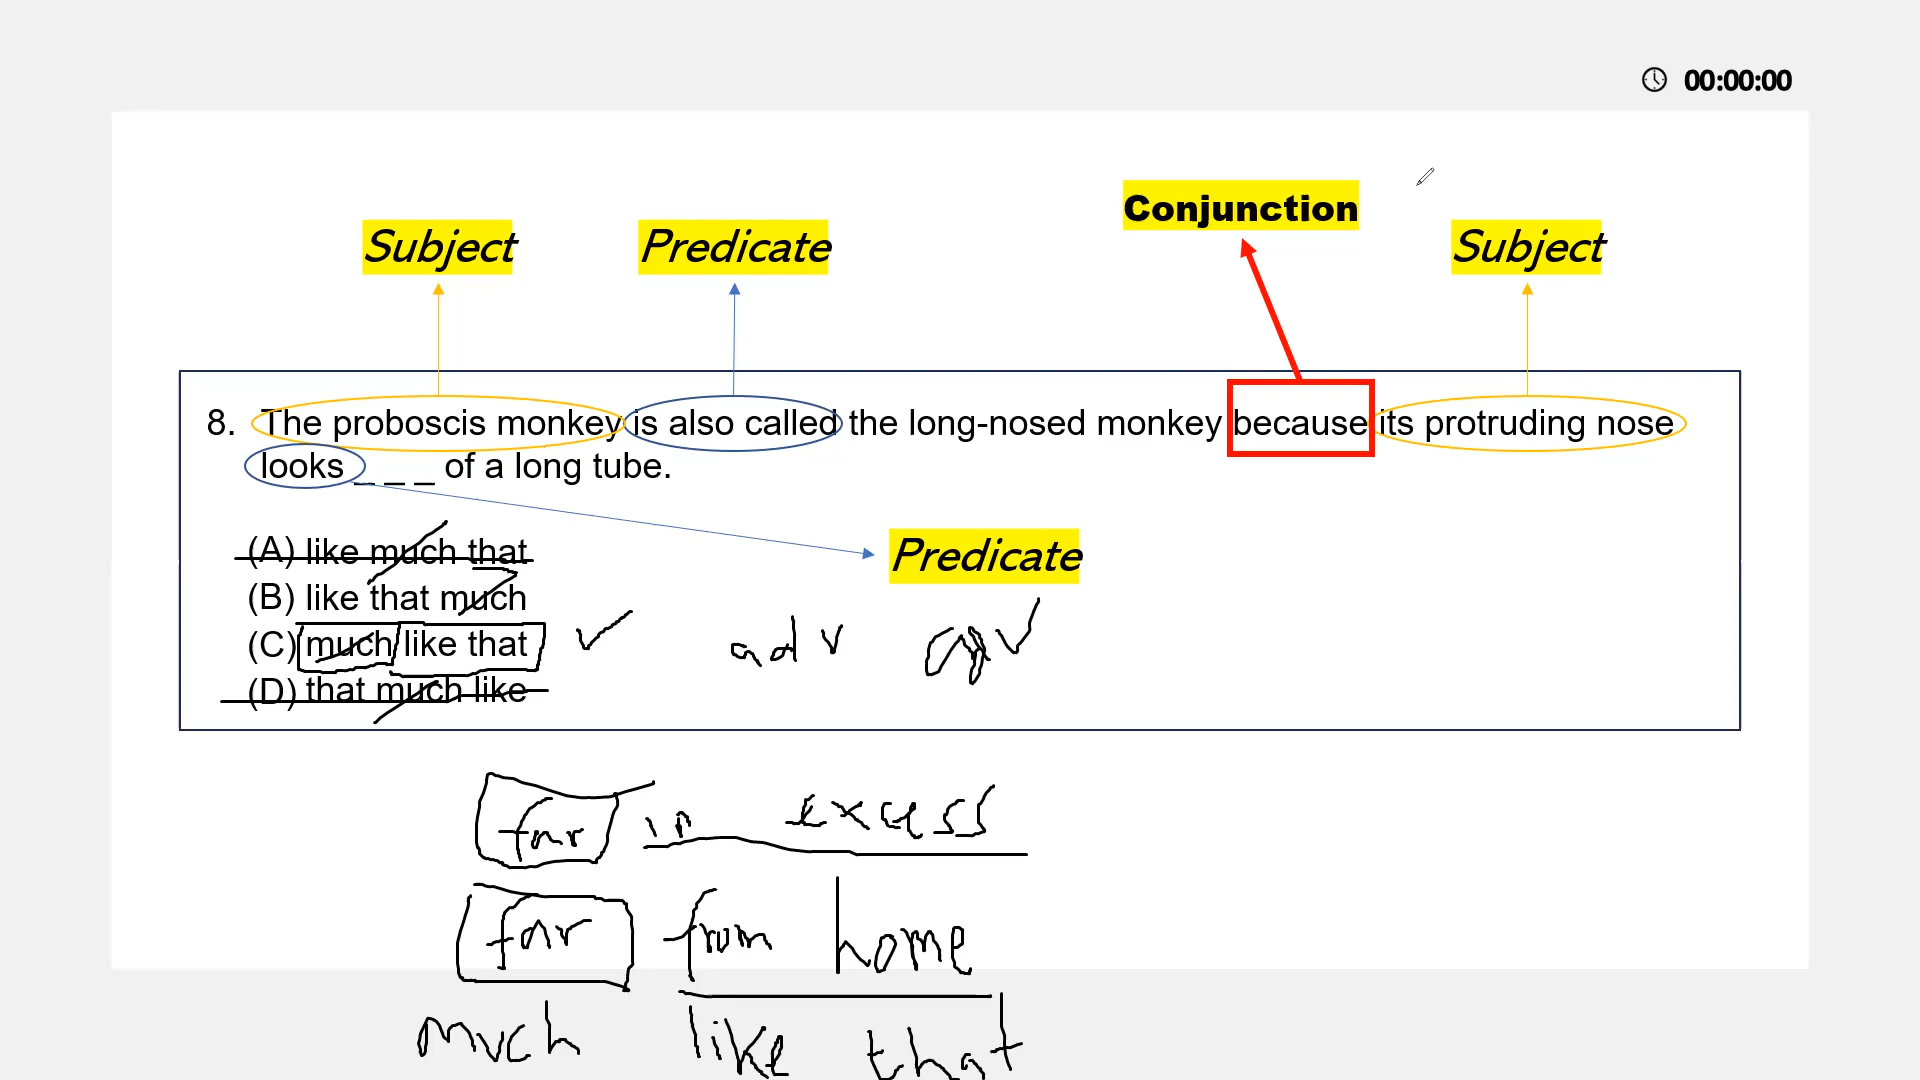 00:00:00
Conjunction
Subject Predicate Subject
8. The proboscis monkey is also called the long-nosed monkey because its protruding nose
looks _ _ _ of a long tube.
(A) like much that
Predicate
(B) like that much
(C) much like that
adv
(D) that much like
far in excess
far from home
much like that